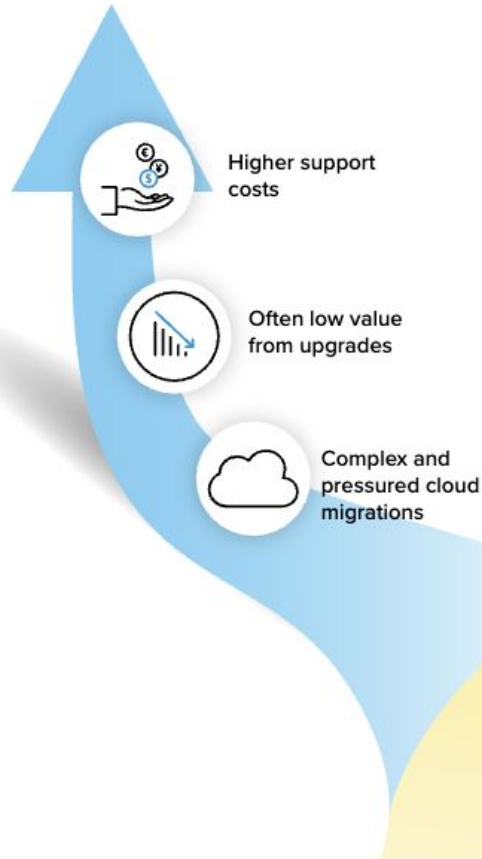 €
¥
$
Higher support
costs
Often low value
from upgrades
Complex and
pressured cloud
migrations